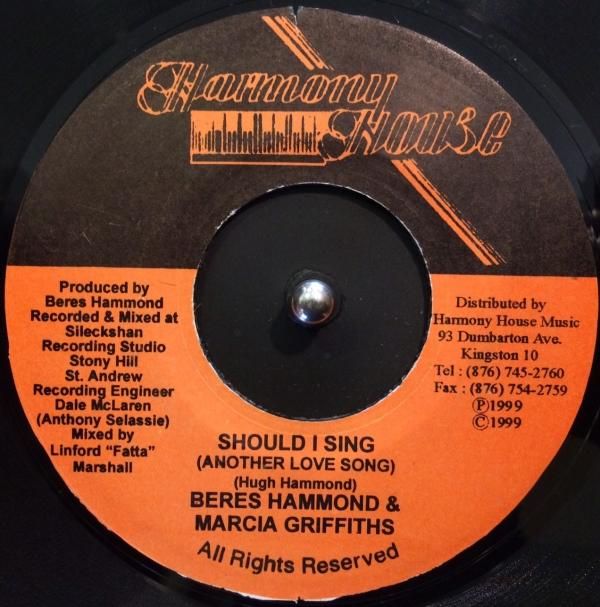 Harmony
House
Produced by
Beres Hammond
Recorded & Mixed at
Sileckshan
Recording Studio
Stony Hiil
St. Andrew
Recording Engineer
Dale McLaren
(Anthony Selassie)
Mixed by
Linford "Fatta"
Marshall
Distributed by
Harmony House Music
93 Dumbarton Ave.
Kingston 10
Tel : (876) 745-2760
Fax : (876) 754-2759
Ⓟ1999
©1999
SHOULD I SING
(ANOTHER LOVE SONG)
(Hugh Hammond)
BERES HAMMOND &
MARCIA GRIFFITHS
All Rights Reserved